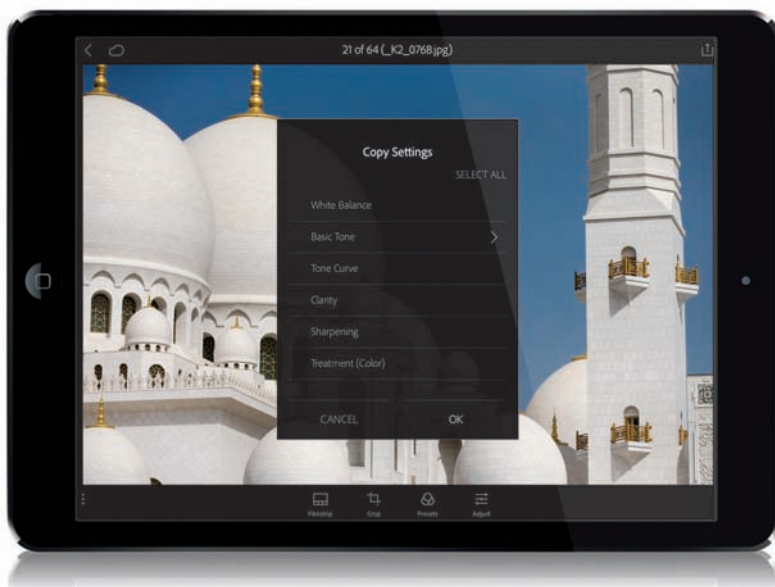 21 of 64 (_K2_0768.jpg)
Copy Settings
SELECT ALL
White Balance
Basic Tone
Tone Curve
Clarity
Sharpening
Treatment (Color)
CANCEL
OK
Filmstrip
Crop
Presets
Adjust